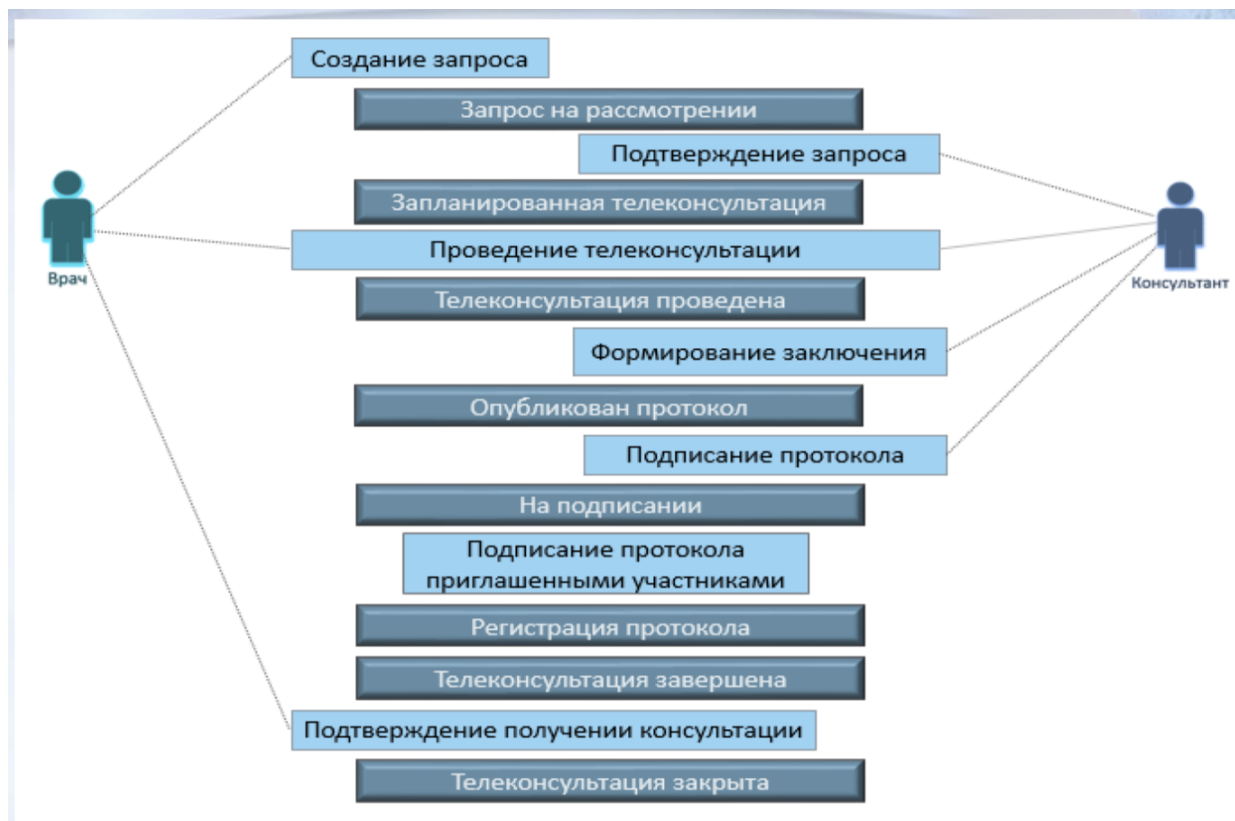 Создание запроса
Запрос на рассмотрении
Подтверждение запроса
Запланированная телеконсультация
Проведение телеконсультации
Врач
Консультант
Телеконсультация проведена
Формирование заключения
Опубликован протокол
Подписание протокола
На подписании
Подписание протокола
приглашенными участниками
Регистрация протокола
Телеконсультация завершена
Подтверждение получении консультации
Телеконсультация закрыта